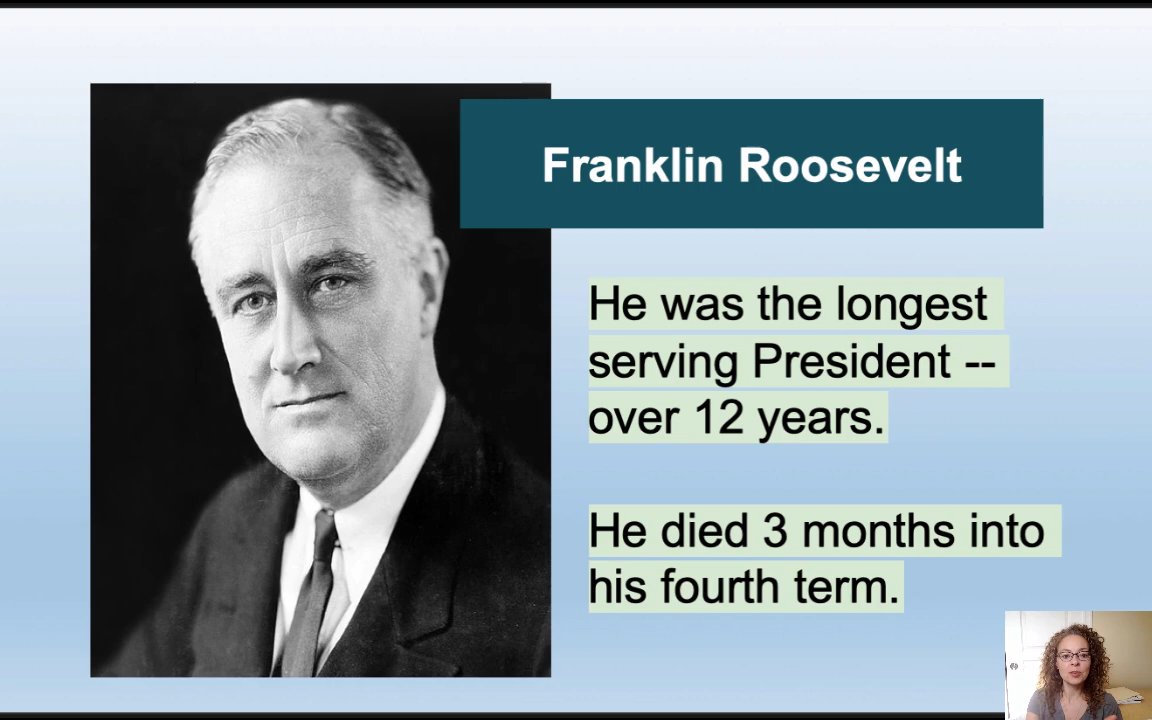 Franklin Roosevelt
He was the longest
serving President --
over 12 years.
He died 3 months into
his fourth term.